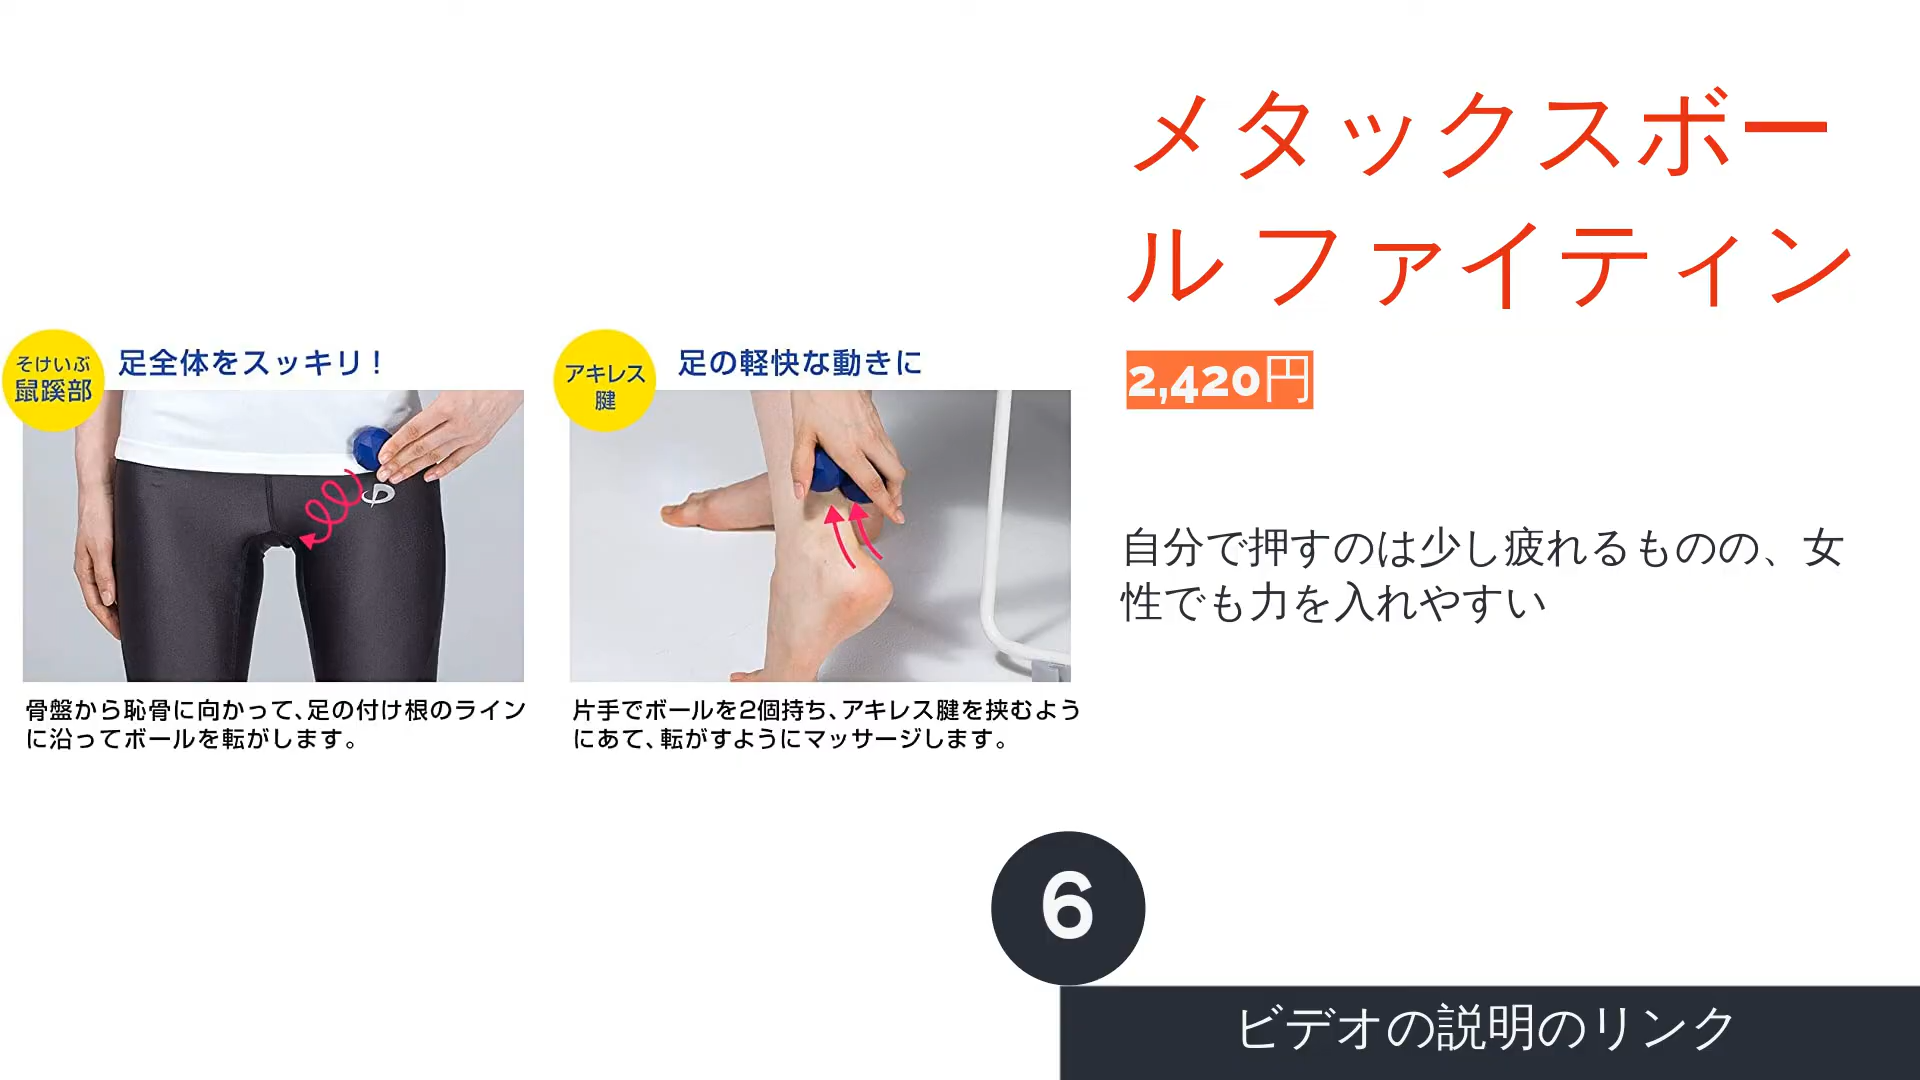 メタックスボー
ル ファイティン
2,420円
そけいぶ
鼠蹊部
足全体をスッキリ！
アキレス
腱
足の軽快な動きに
骨盤から恥骨に向かって、足の付け根のライン
に沿ってボールを転がします。
片手でボールを2個持ち、アキレス腱を挟むよう
にあて、転がすようにマッサージします。
自分で押すのは少し疲れるものの、女
性でも力を入れやすい
6
ビデオの説明のリンク